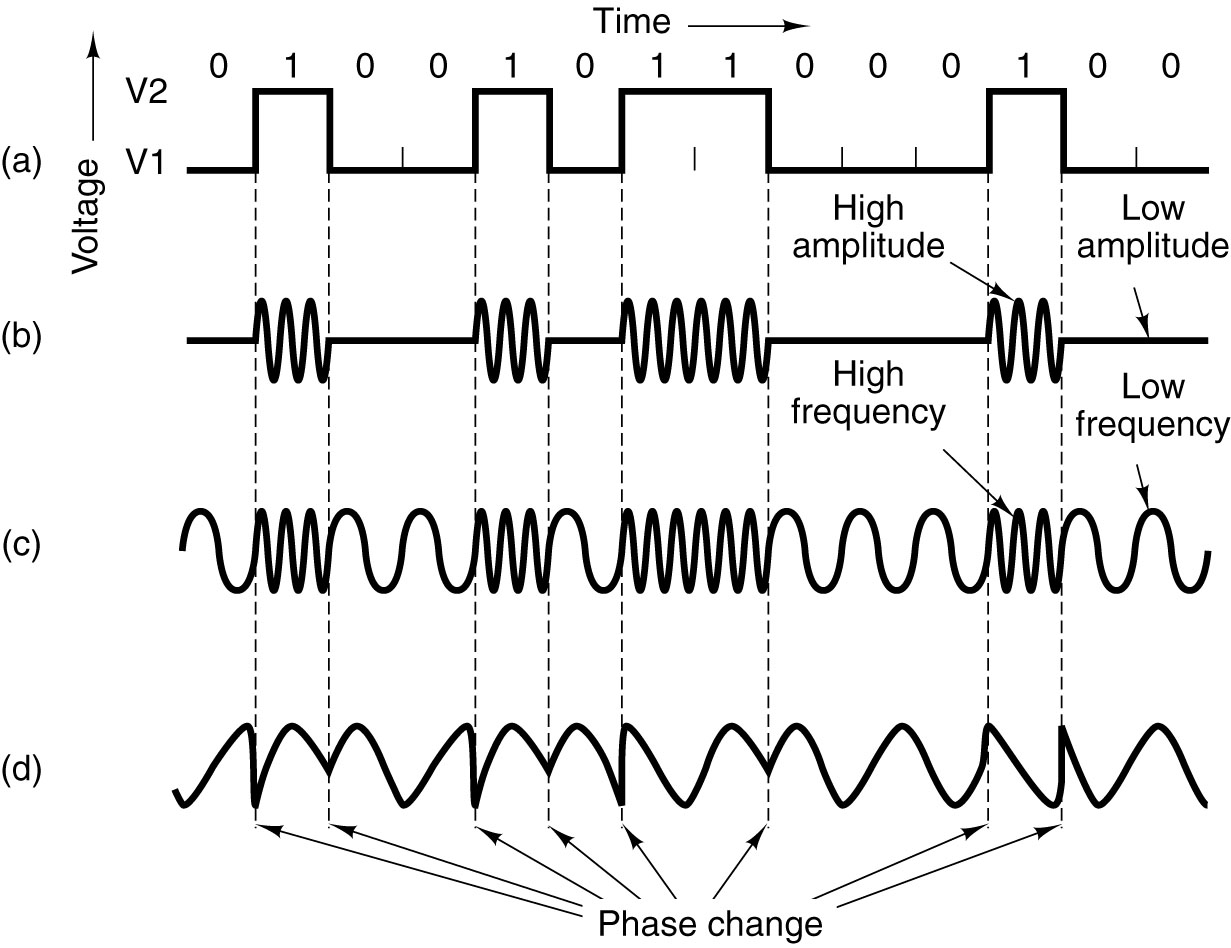 Time
0 1 0 0 1 0 1 1 0 0 0 1 0 0
V2
V1
Voltage
(a)
High
amplitude
Low
amplitude
(b)
High
frequency
Low
frequency
(c)
(d)
Phase change